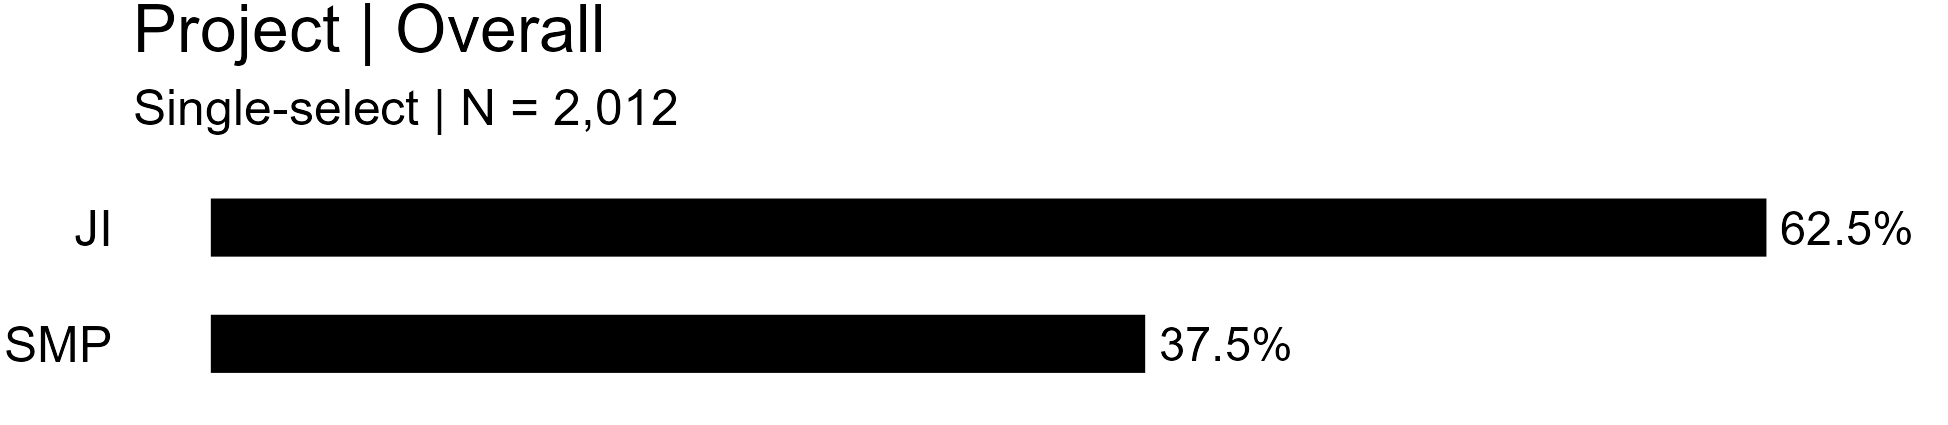 Project | Overall
Single-select | N = 2,012
JI 62.5%
SMP 37.5%